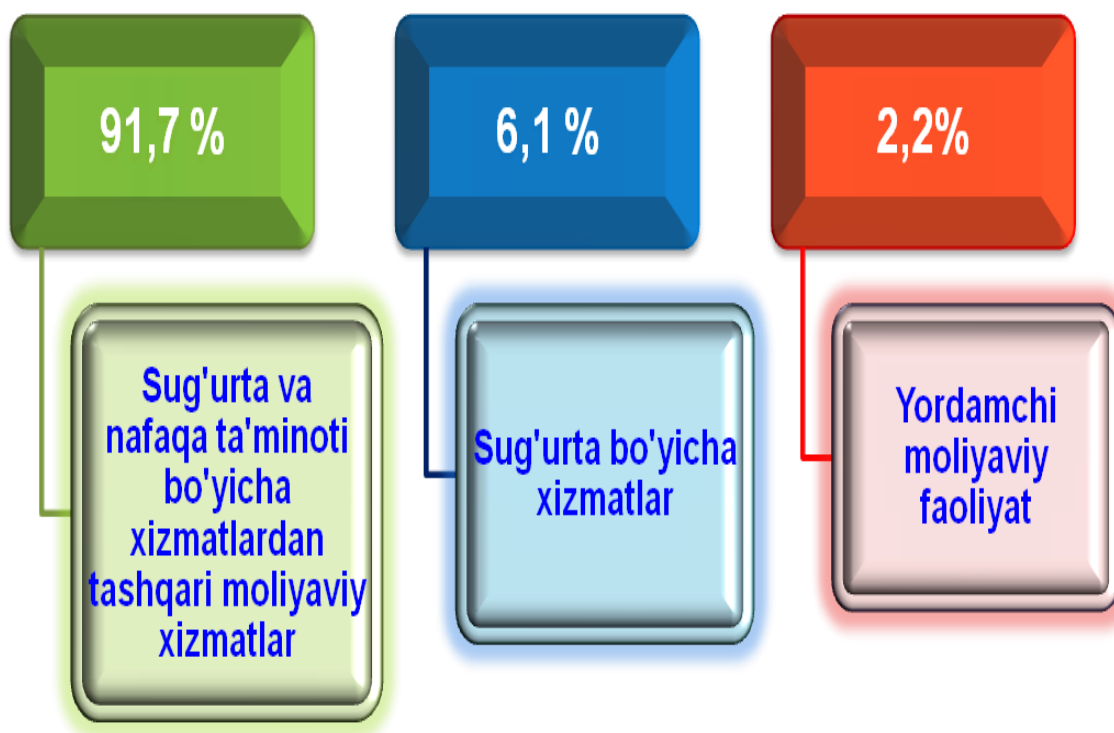 91,7 %
6,1 %
2,2%
Sug'urta va
nafaqa ta'minoti
bo'yicha
xizmatlardan
tashqari moliyaviy
xizmatlar
Sug'urta bo'yicha
xizmatlar
Yordamchi
moliyaviy
faoliyat